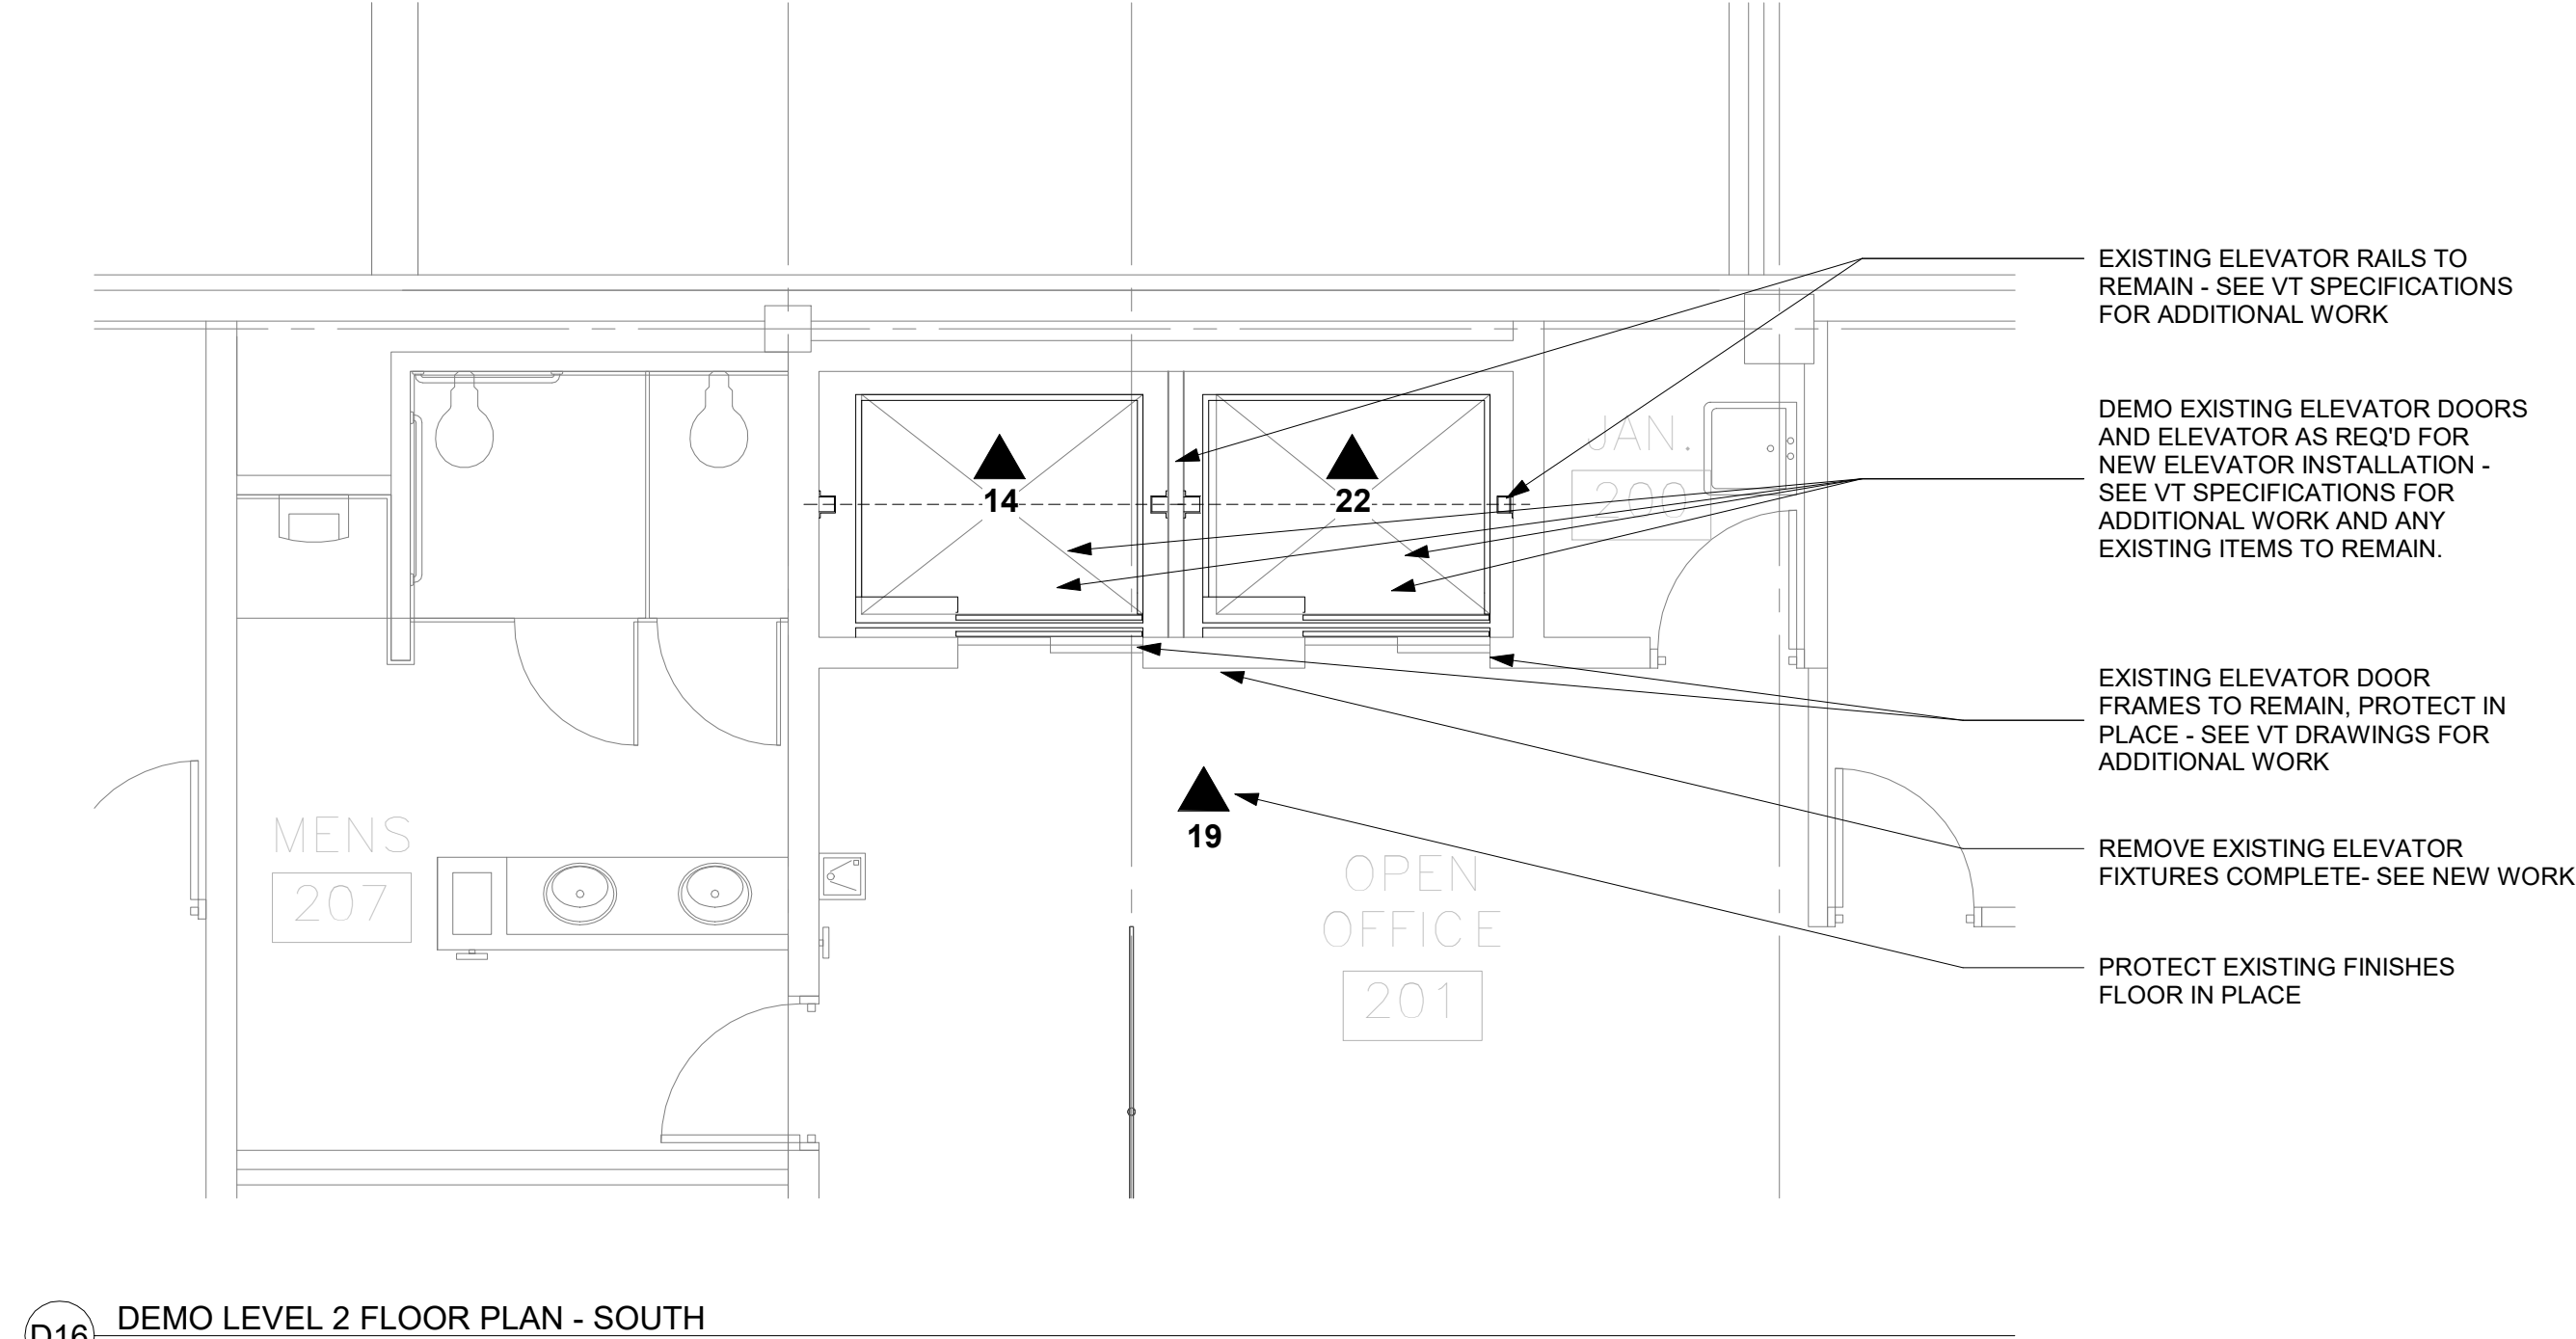 EXISTING ELEVATOR RAILS TO
REMAIN - SEE VT SPECIFICATIONS
FOR ADDITIONAL WORK
DEMO EXISTING ELEVATOR DOORS
AND ELEVATOR AS REQ'D FOR
NEW ELEVATOR INSTALLATION -
SEE VT SPECIFICATIONS FOR
ADDITIONAL WORK AND ANY
EXISTING ITEMS TO REMAIN.
EXISTING ELEVATOR DOOR
FRAMES TO REMAIN, PROTECT IN
PLACE - SEE VT DRAWINGS FOR
ADDITIONAL WORK
REMOVE EXISTING ELEVATOR
FIXTURES COMPLETE- SEE NEW WORK
PROTECT EXISTING FINISHES
FLOOR IN PLACE
JAN.
200
14
22
19
MENS
207
OPEN
OFFICE
201
D16
DEMO LEVEL 2 FLOOR PLAN - SOUTH